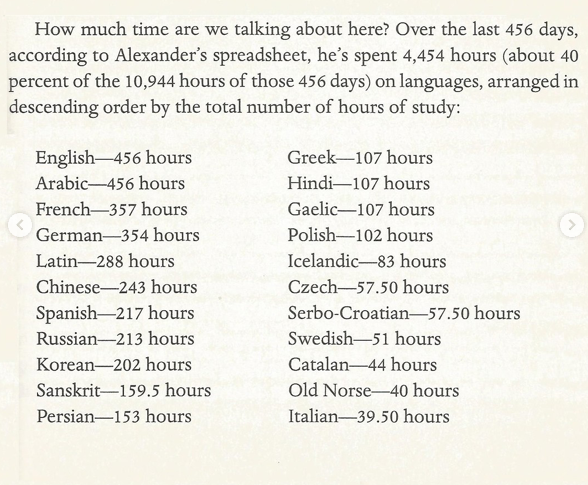 How much time are we talking about here? Over the last 456 days,
according to Alexander's spreadsheet, he's spent 4,454 hours (about 40
percent of the 10,944 hours of those 456 days) on languages, arranged in
descending order by the total number of hours of study:
English—456 hours
Arabic—456 hours
French—357 hours
German—354 hours
Latin—288 hours
Chinese—243 hours
Spanish—217 hours
Russian—213 hours
Korean—202 hours
Sanskrit—159.5 hours
Persian—153 hours
Greek—107 hours
Hindi—107 hours
Gaelic—107 hours
Polish—102 hours
Icelandic—83 hours
Czech—57.50 hours
Serbo-Croatian—57.50 hours
Swedish—51 hours
Catalan—44 hours
Old Norse—40 hours
Italian—39.50 hours